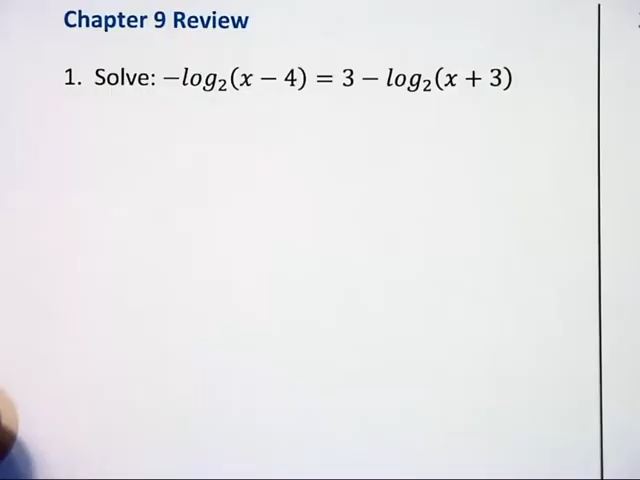 Chapter 9 Review
1. Solve: −log₂(x − 4) = 3 − log₂(x + 3)